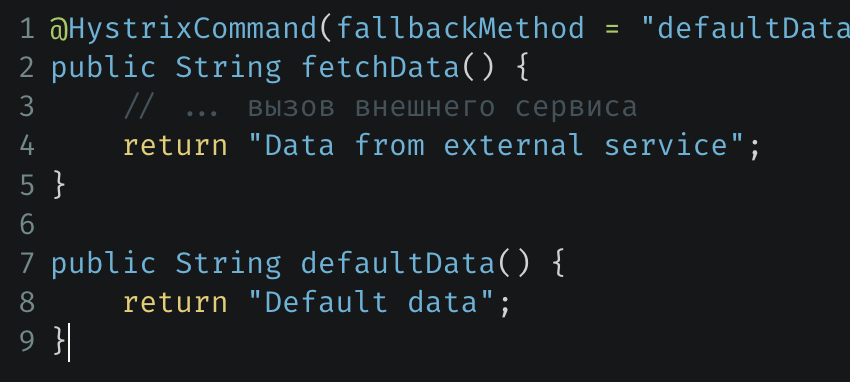 1 @HystrixCommand(fallbackMethod = "defaultData
2 public String fetchData() {
3     // ... вызов внешнего сервиса
4     return "Data from external service";
5 }
6
7 public String defaultData() {
8     return "Default data";
9 }